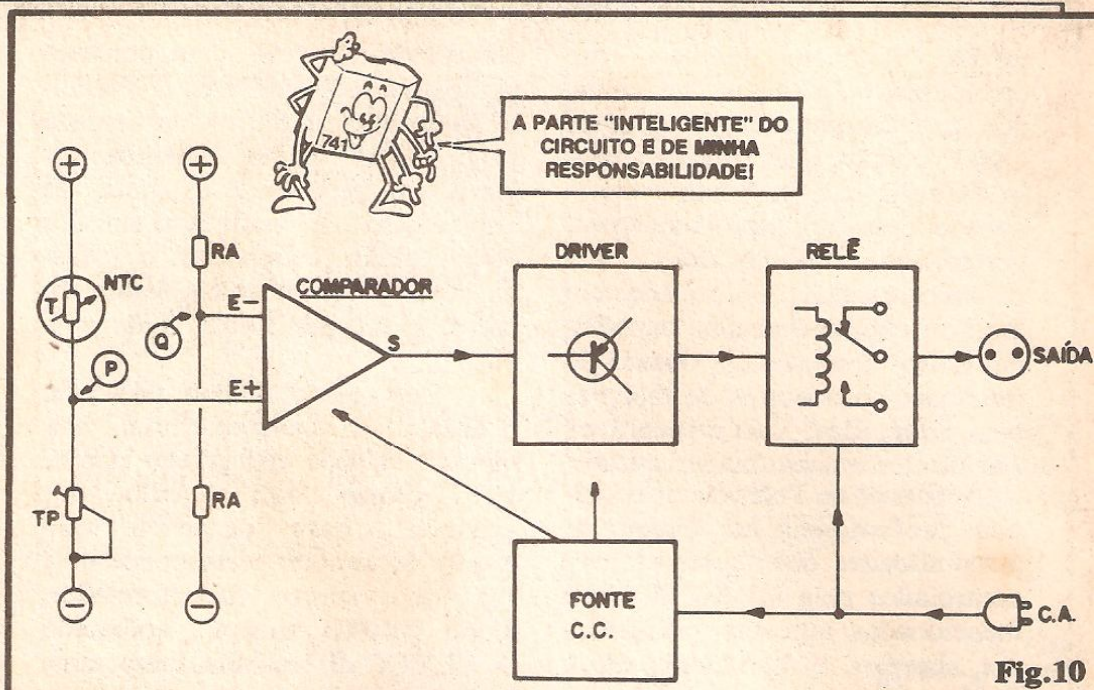 741
A PARTE "INTELIGENTE" DO
CIRCUITO E DE MINHA
RESPONSABILIDADE!
+
+
RA
NTC
T
Q
P
E-
E+
COMPARADOR
S
DRIVER
RELÊ
SAÍDA
TP
RA
-
-
FONTE
C.C.
C.A.
Fig.10